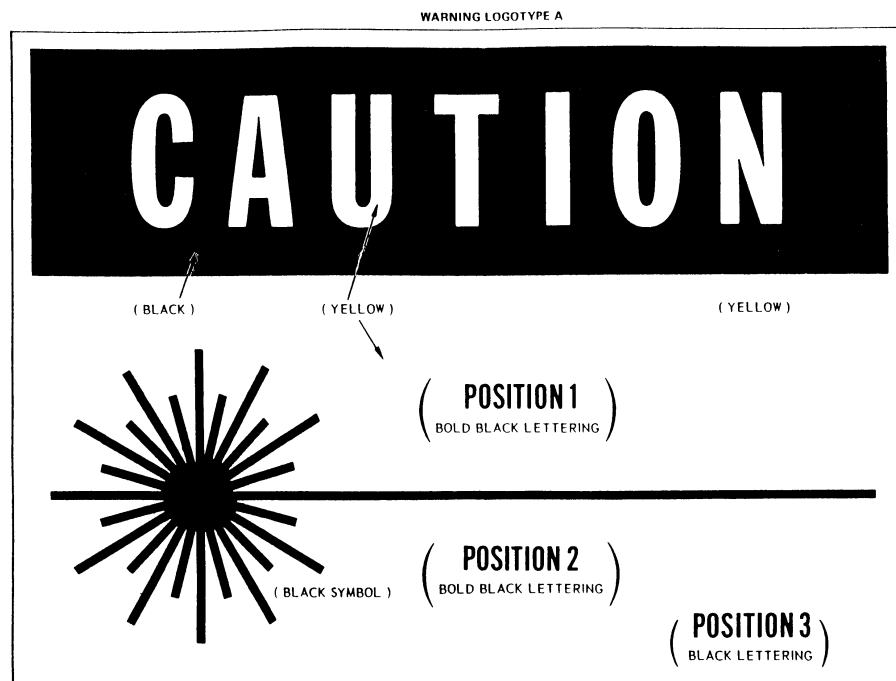 WARNING LOGOTYPE A
CAUTION
( BLACK )
( YELLOW )
( YELLOW )
( POSITION 1
BOLD BLACK LETTERING )
( BLACK SYMBOL )
( POSITION 2
BOLD BLACK LETTERING )
( POSITION 3
BLACK LETTERING )